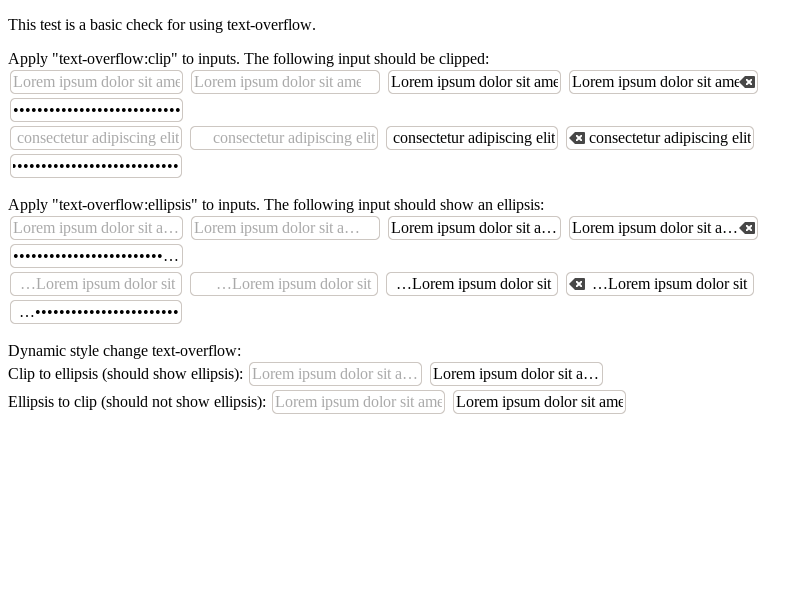 This test is a basic check for using text-overflow.
Apply "text-overflow:clip" to inputs. The following input should be clipped:
Lorem ipsum dolor sit ame Lorem ipsum dolor sit ame Lorem ipsum dolor sit ame Lorem ipsum dolor sit ame
••••••••••••••••••••••••••••
consectetur adipiscing elit consectetur adipiscing elit consectetur adipiscing elit consectetur adipiscing elit
••••••••••••••••••••••••••••
Apply "text-overflow:ellipsis" to inputs. The following input should show an ellipsis:
Lorem ipsum dolor sit a… Lorem ipsum dolor sit a… Lorem ipsum dolor sit a… Lorem ipsum dolor sit a…
•••••••••••••••••••••••••…
…Lorem ipsum dolor sit …Lorem ipsum dolor sit …Lorem ipsum dolor sit …Lorem ipsum dolor sit
…••••••••••••••••••••••••
Dynamic style change text-overflow:
Clip to ellipsis (should show ellipsis): Lorem ipsum dolor sit a… Lorem ipsum dolor sit a…
Ellipsis to clip (should not show ellipsis): Lorem ipsum dolor sit ame Lorem ipsum dolor sit ame